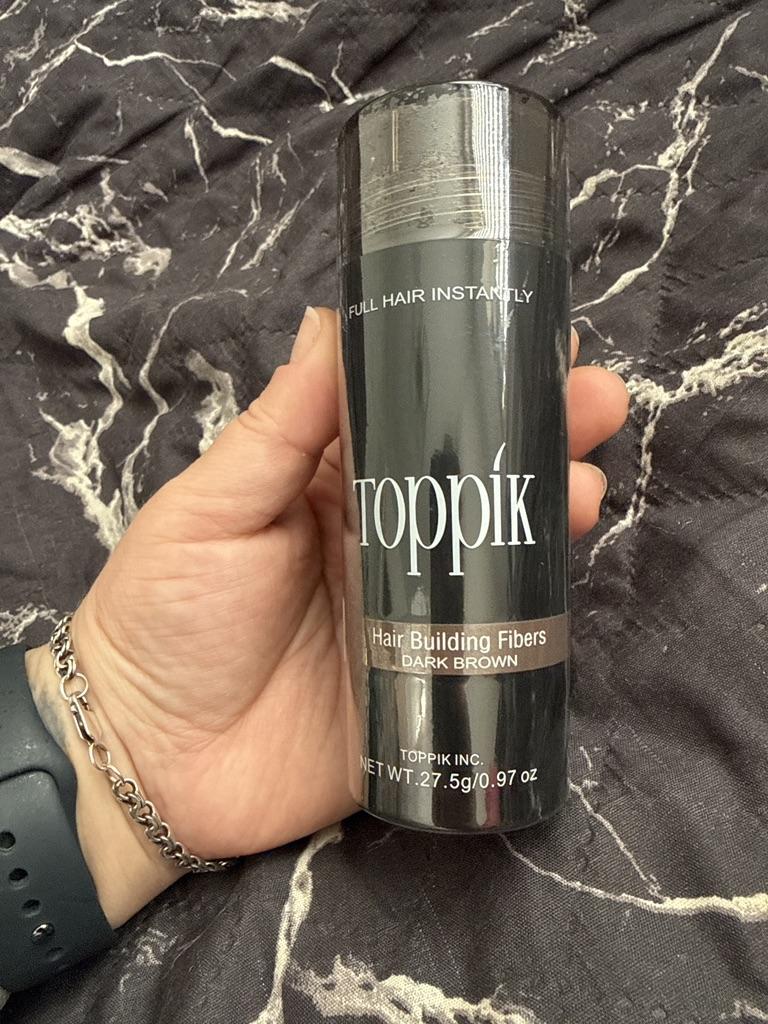 FULL HAIR INSTANTLY
Toppik
Hair Building Fibers
DARK BROWN
TOPPIK INC.
NET WT.27.5g/0.97 oz